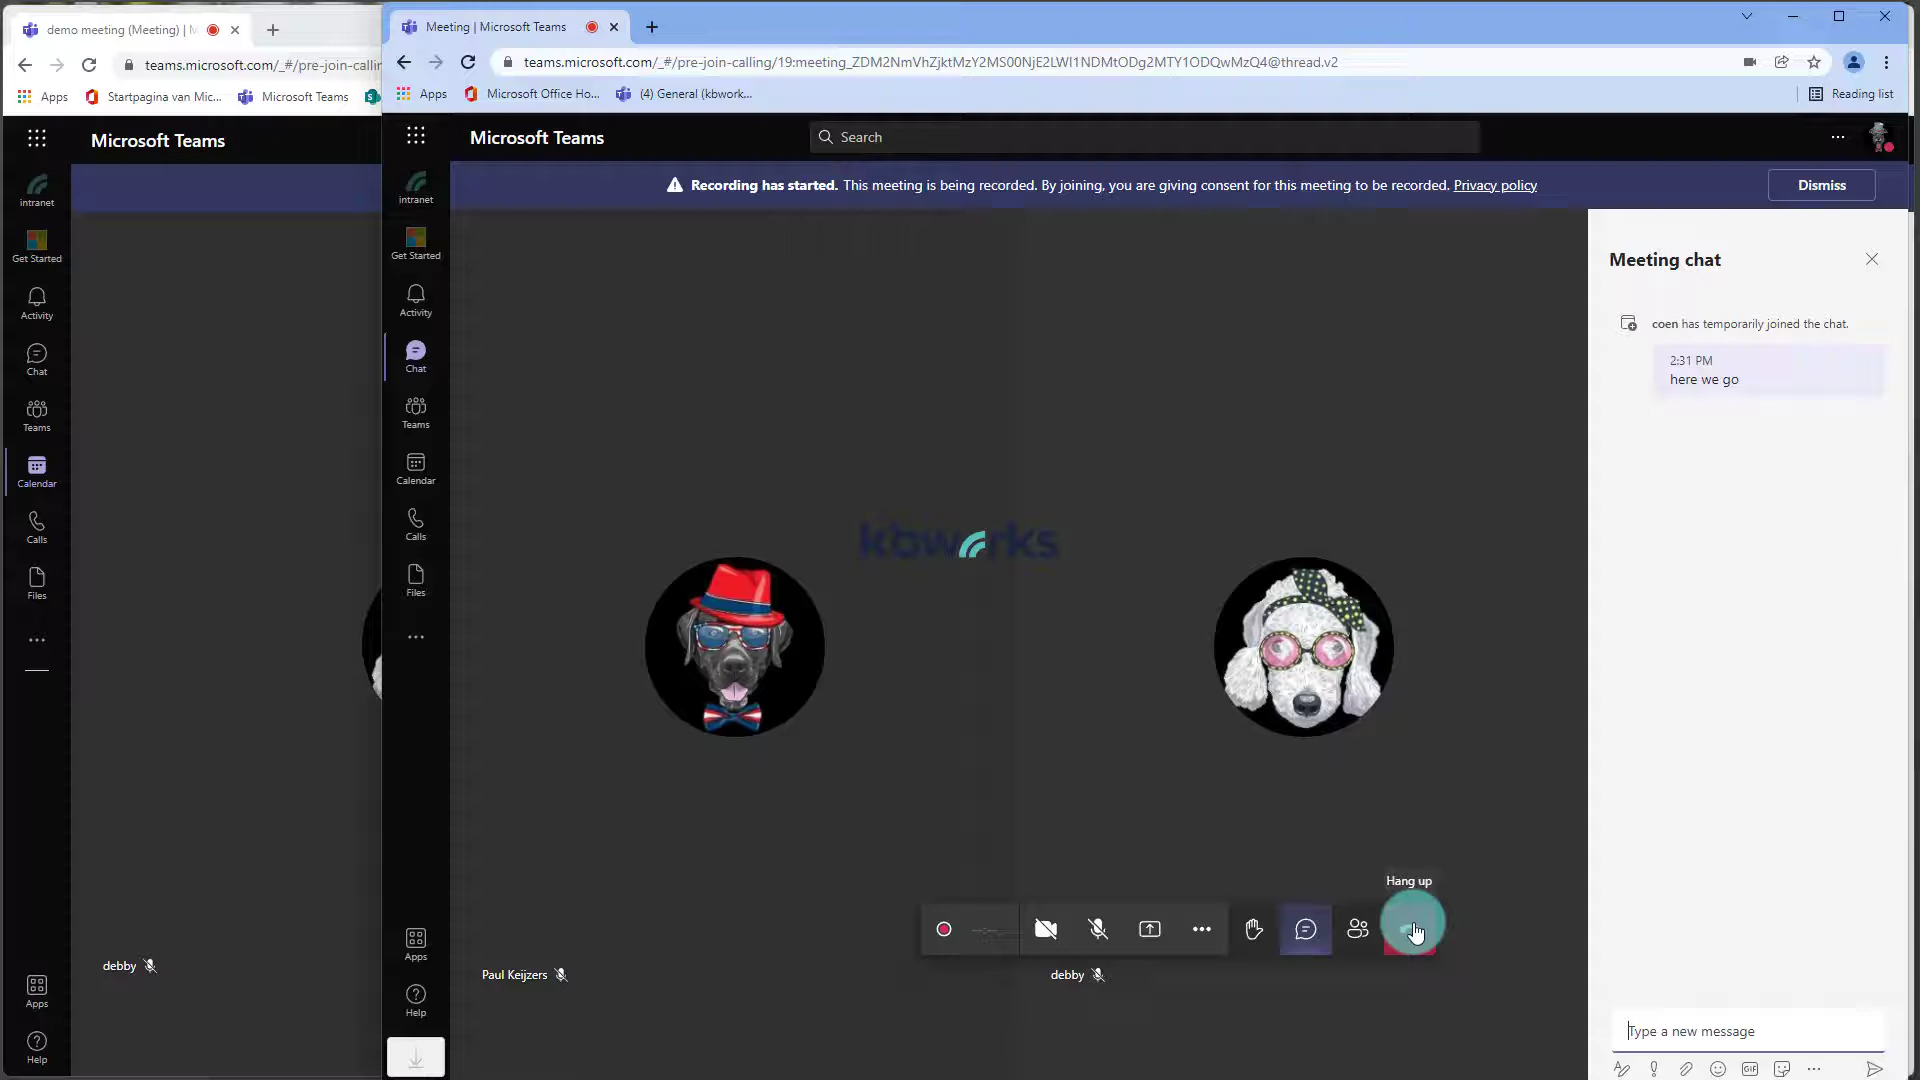 demo meeting (Meeting) | M
teams.microsoft.com/_#/pre-join-callin
Apps
Startpagina van Mic...
Microsoft Teams
Microsoft Teams
intranet
Get Started
Activity
Chat
Teams
Calendar
Calls
Files
Apps
Help
debby
Meeting | Microsoft Teams
teams.microsoft.com/_#/pre-join-calling/19:meeting_ZDM2NmVhZjktMzY2MS00NjE2LWI1NDMtODg2MTY1ODQwMzQ4@thread.v2
Apps
Microsoft Office Ho...
(4) General (kbwork...
Reading list
Microsoft Teams
Search
Recording has started. This meeting is being recorded. By joining, you are giving consent for this meeting to be recorded. Privacy policy
Dismiss
intranet
Get Started
Activity
Chat
Teams
Calendar
Calls
Files
Apps
Help
kbworks
Hang up
Paul Keijzers
debby
Meeting chat
coen has temporarily joined the chat.
2:31 PM
here we go
Type a new message
GIF